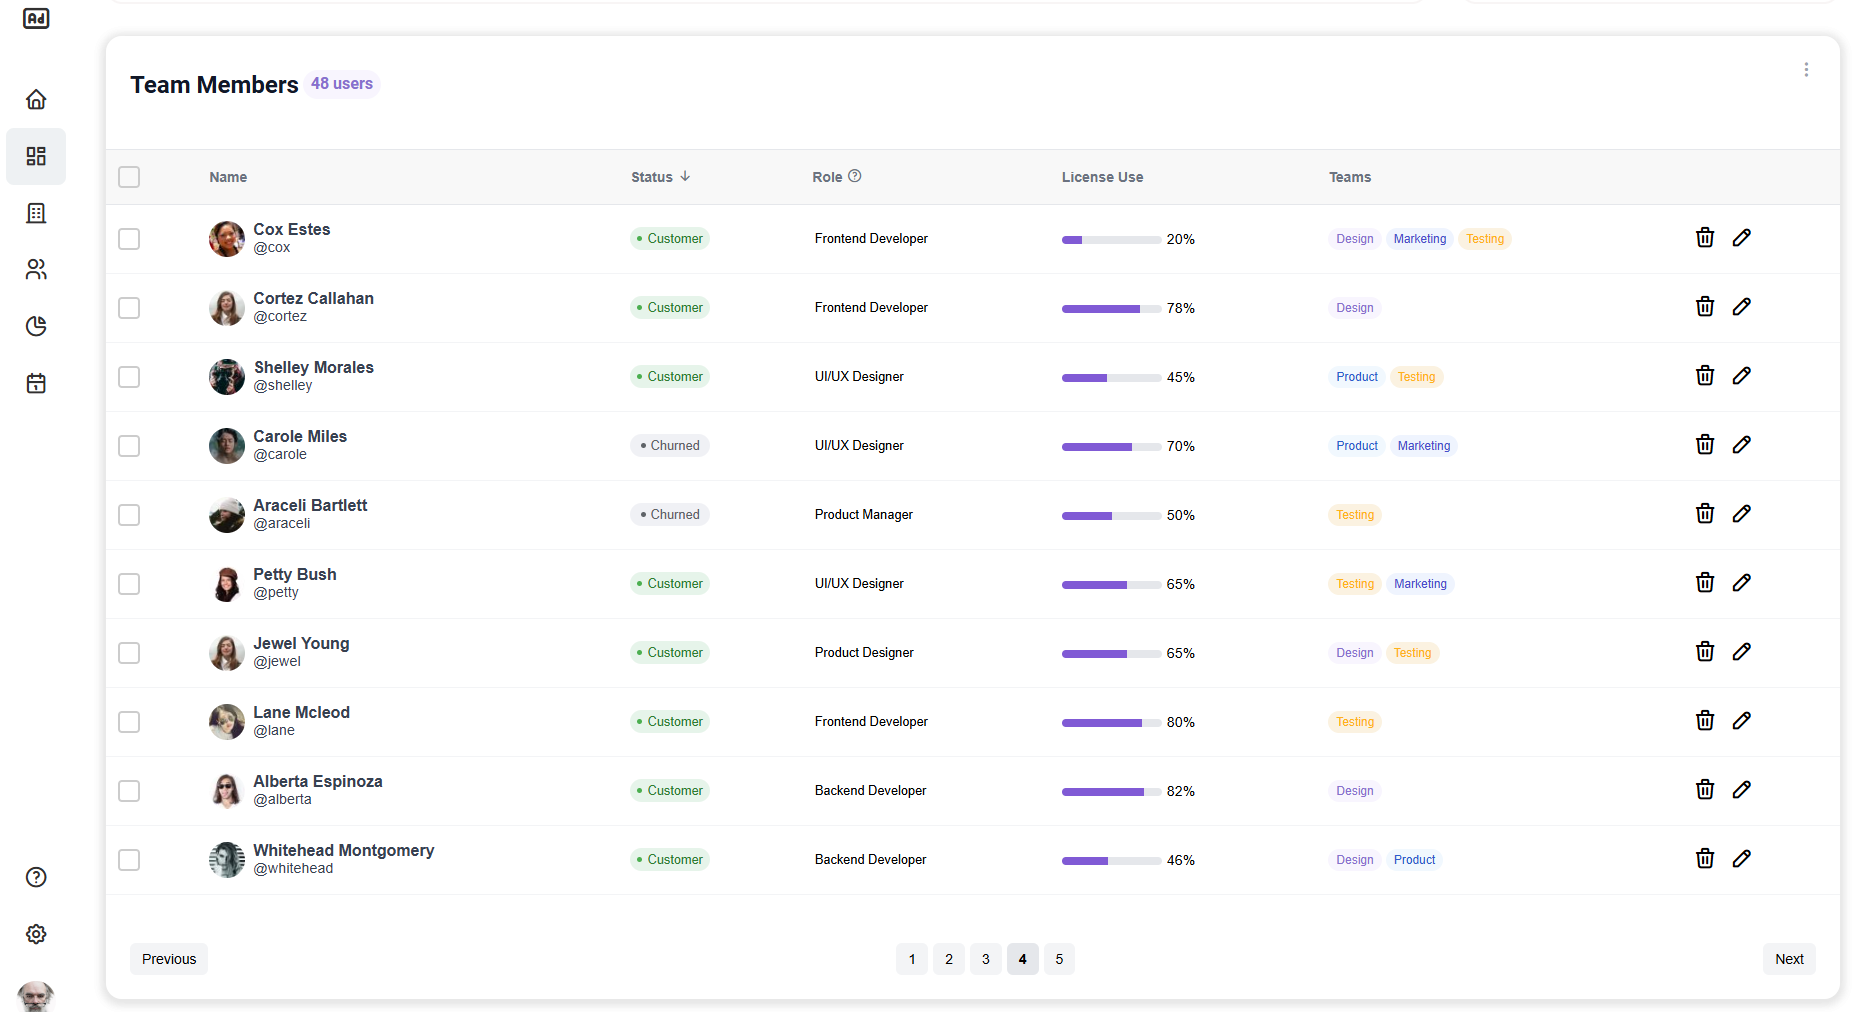 Ad
Team Members 48 users
Name Status Role License Use Teams
Cox Estes
@cox
Customer Frontend Developer 20% Design Marketing Testing
Cortez Callahan
@cortez
Customer Frontend Developer 78% Design
Shelley Morales
@shelley
Customer UI/UX Designer 45% Product Testing
Carole Miles
@carole
Churned UI/UX Designer 70% Product Marketing
Araceli Bartlett
@araceli
Churned Product Manager 50% Testing
Petty Bush
@petty
Customer UI/UX Designer 65% Testing Marketing
Jewel Young
@jewel
Customer Product Designer 65% Design Testing
Lane Mcleod
@lane
Customer Frontend Developer 80% Testing
Alberta Espinoza
@alberta
Customer Backend Developer 82% Design
Whitehead Montgomery
@whitehead
Customer Backend Developer 46% Design Product
Previous 1 2 3 4 5 Next